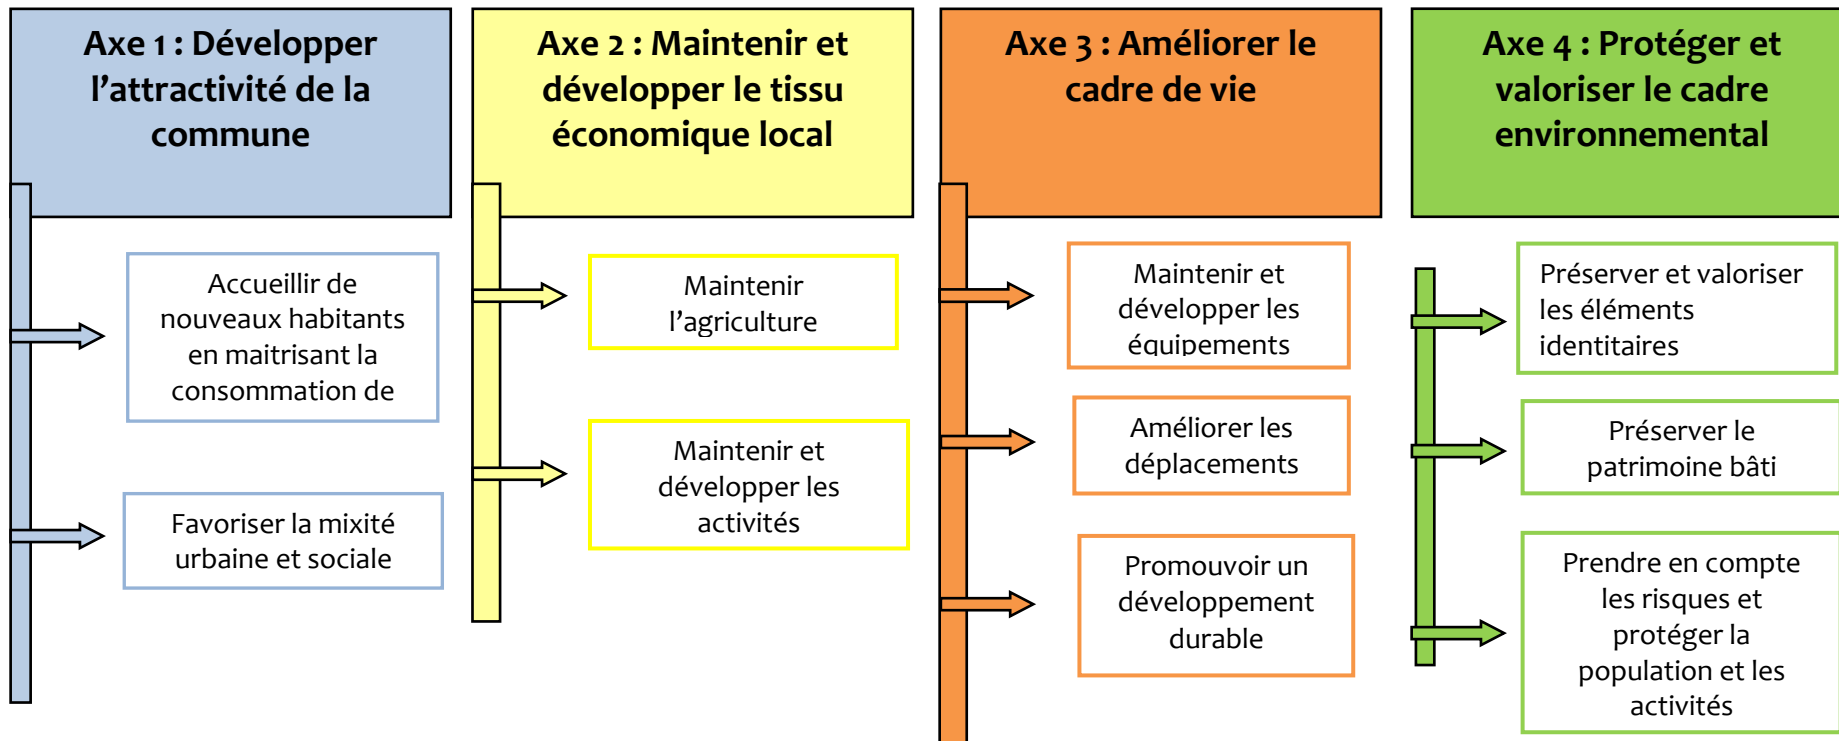 Axe 1 : Développer
l’attractivité de la
commune
Accueillir de
nouveaux habitants
en maitrisant la
consommation de
Favoriser la mixité
urbaine et sociale
Axe 2 : Maintenir et
développer le tissu
économique local
Maintenir
l’agriculture
Maintenir et
développer les
activités
Axe 3 : Améliorer le
cadre de vie
Maintenir et
développer les
équipements
Améliorer les
déplacements
Promouvoir un
développement
durable
Axe 4 : Protéger et
valoriser le cadre
environnemental
Préserver et valoriser
les éléments
identitaires
Préserver le
patrimoine bâti
Prendre en compte
les risques et
protéger la
population et les
activités